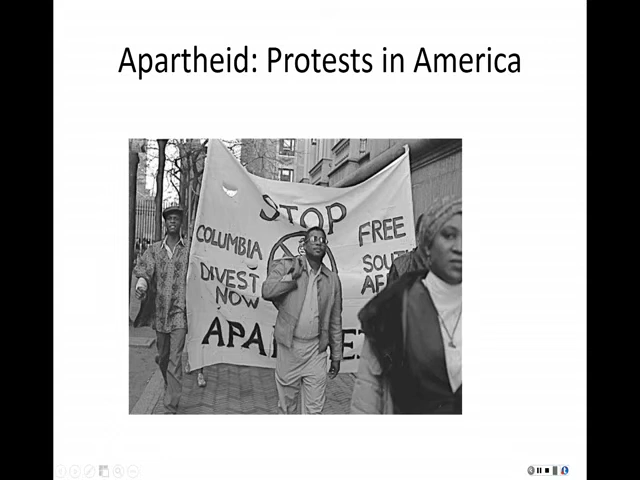 Apartheid: Protests in America
STOP
COLUMBIA
DIVEST
NOW
FREE